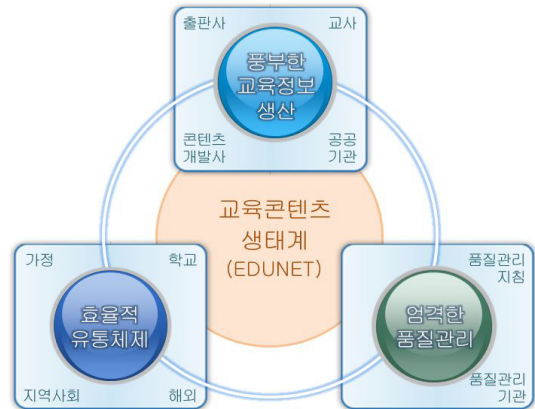 출판사 교사
풍부한
교육정보
생산
콘텐츠 공공
개발사 기관
교육콘텐츠
생태계
(EDUNET)
가정 학교
효율적
유통체제
지역사회 해외
품질관리
지침
엄격한
품질관리
품질관리
기관